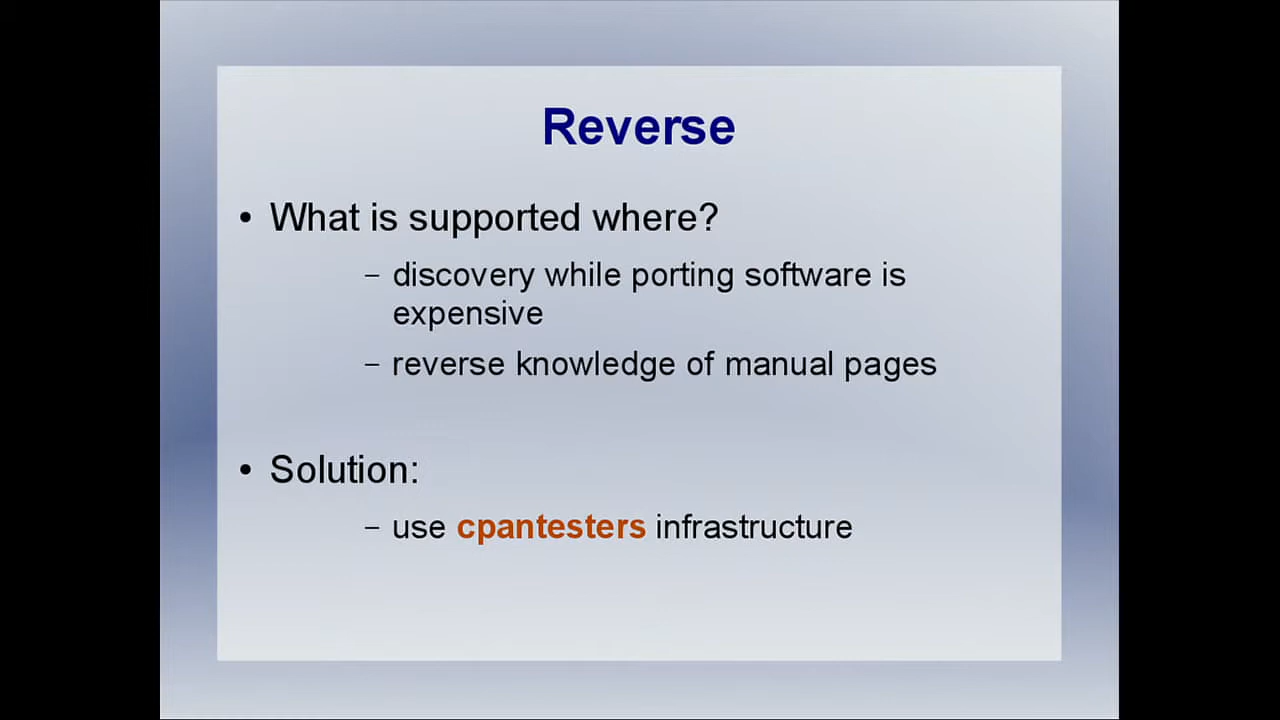 Reverse
• What is supported where?
– discovery while porting software is
expensive
– reverse knowledge of manual pages
• Solution:
– use cpantesters infrastructure